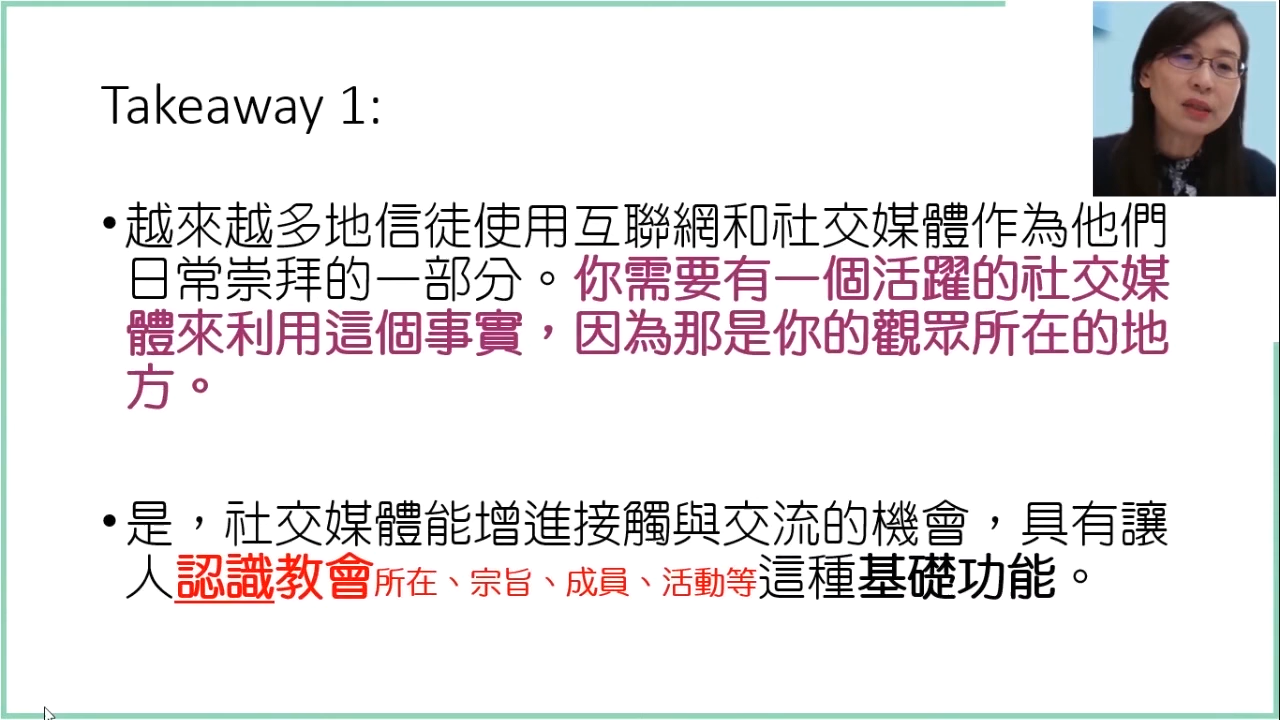 Takeaway 1:
•越來越多地信徒使用互聯網和社交媒體作為他們
日常崇拜的一部分。你需要有一個活躍的社交媒
體來利用這個事實，因為那是你的觀眾所在的地
方。
•是，社交媒體能增進接觸與交流的機會，具有讓
人認識教會所在、宗旨、成員、活動等這種基礎功能。